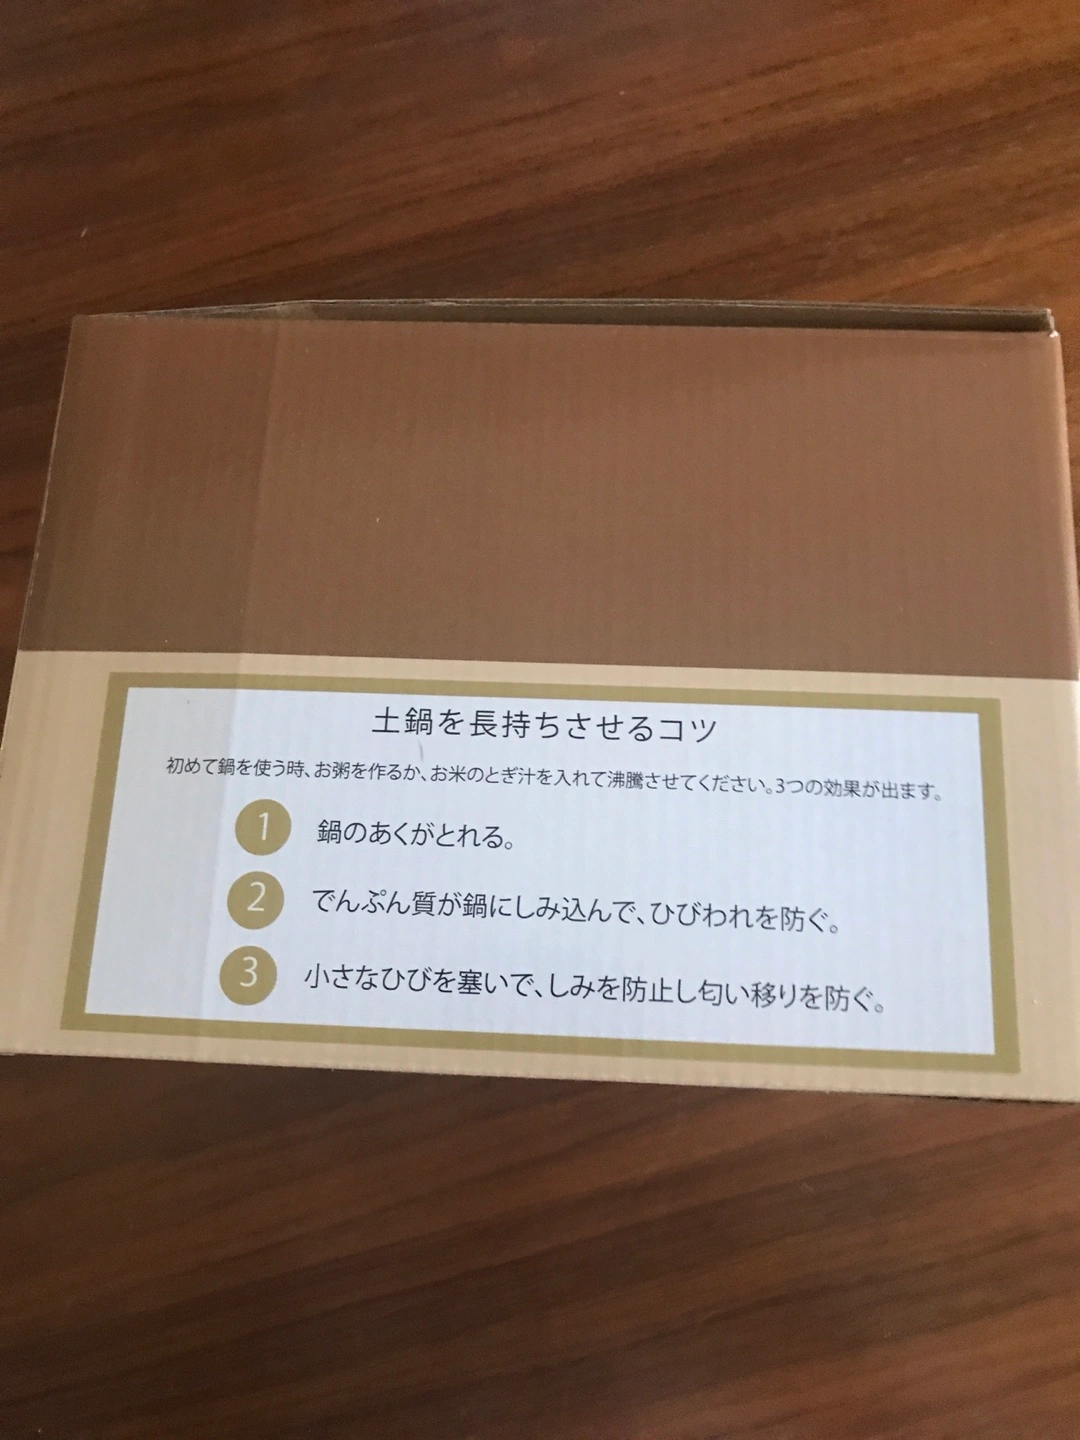 土鍋を長持ちさせるコツ
初めて鍋を使う時、お粥を作るか、お米のとぎ汁を入れて沸騰させてください。3つの効果が出ます。
1 鍋のあくがとれる。
2 でんぷん質が鍋にしみ込んで、ひびわれを防ぐ。
3 小さなひびを塞いで、しみを防止し匂い移りを防ぐ。